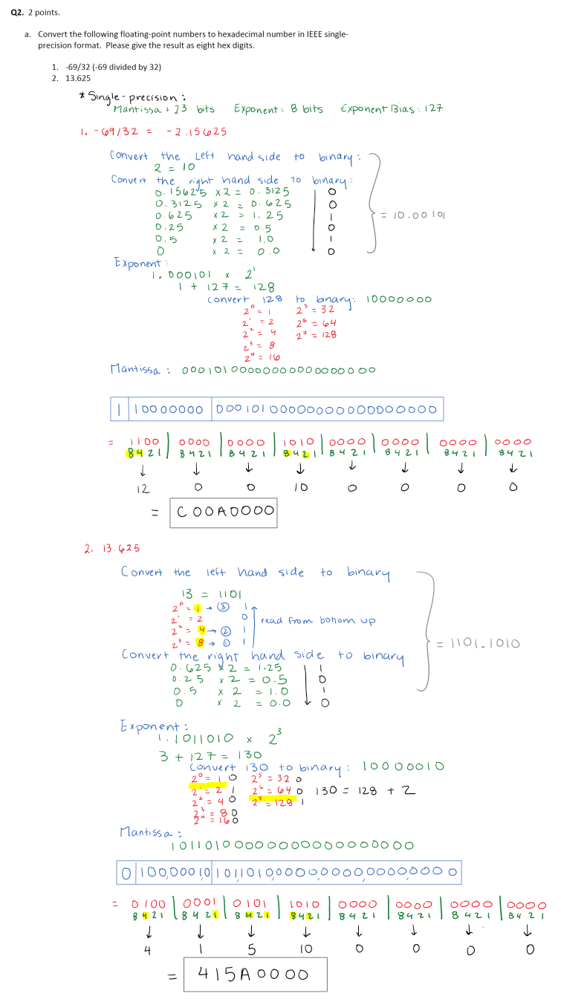 Q2. 2 points.
a. Convert the following floating-point numbers to hexadecimal number in IEEE single-
precision format. Please give the result as eight hex digits.
1. -69/32 (-69 divided by 32)
2. 13.625
* Single-precision:
Mantissa: 23 bits Exponent: 8 bits Exponent Bias: 127
1. -69/32 = -2.15625
Convert the Left hand side to binary:
2 = 10
Convert the right hand side to binary:
0.15625 x 2 = 0.3125 0
0.3125 x 2 = 0.625 0
0.625 x 2 = 1.25 1
0.25 x 2 = 0.5 0
0.5 x 2 = 1.0 1
0 x 2 = 0.0 0
= 10.00101
Exponent:
1.000101 x 2^1
1 + 127 = 128
Convert 128 to binary: 10000000
2^0 = 1 2^5 = 32
2^1 = 2 2^6 = 64
2^2 = 4 2^7 = 128
2^3 = 8
2^4 = 16
Mantissa: 00010100000000000000000
1 10000000 00010100000000000000000
= 1100 | 0000 | 0000 | 1010 | 0000 | 0000 | 0000 | 0000
8421 | 8421 | 8421 | 8421 | 8421 | 8421 | 8421 | 8421
↓ ↓ ↓ ↓ ↓ ↓ ↓ ↓
12 0 0 10 0 0 0 0
= C00A0000
2. 13.625
Convert the left hand side to binary
13 = 1101
2^0 = 1 → ③ 1
2^1 = 2 0
2^2 = 4 → ② 1
2^3 = 8 → ① 1
read from bottom up
Convert the right hand side to binary
0.625 x 2 = 1.25 1
0.25 x 2 = 0.5 0
0.5 x 2 = 1.0 1
0 x 2 = 0.0 0
= 1101.1010
Exponent:
1.1011010 x 2^3
3 + 127 = 130
Convert 130 to binary: 10000010
2^0 = 1 0 2^5 = 32 0
2^1 = 2 1 2^6 = 64 0 130 = 128 + 2
2^2 = 4 0 2^7 = 128 1
2^3 = 8 0
2^4 = 16 0
Mantissa:
10110100000000000000000
0 100,0001,0 101,1010,0000,0000,0000,0000
= 0100 | 0001 | 0101 | 1010 | 0000 | 0000 | 0000 | 0000
8421 | 8421 | 8421 | 8421 | 8421 | 8421 | 8421 | 8421
↓ ↓ ↓ ↓ ↓ ↓ ↓ ↓
4 1 5 10 0 0 0 0
= 415A0000